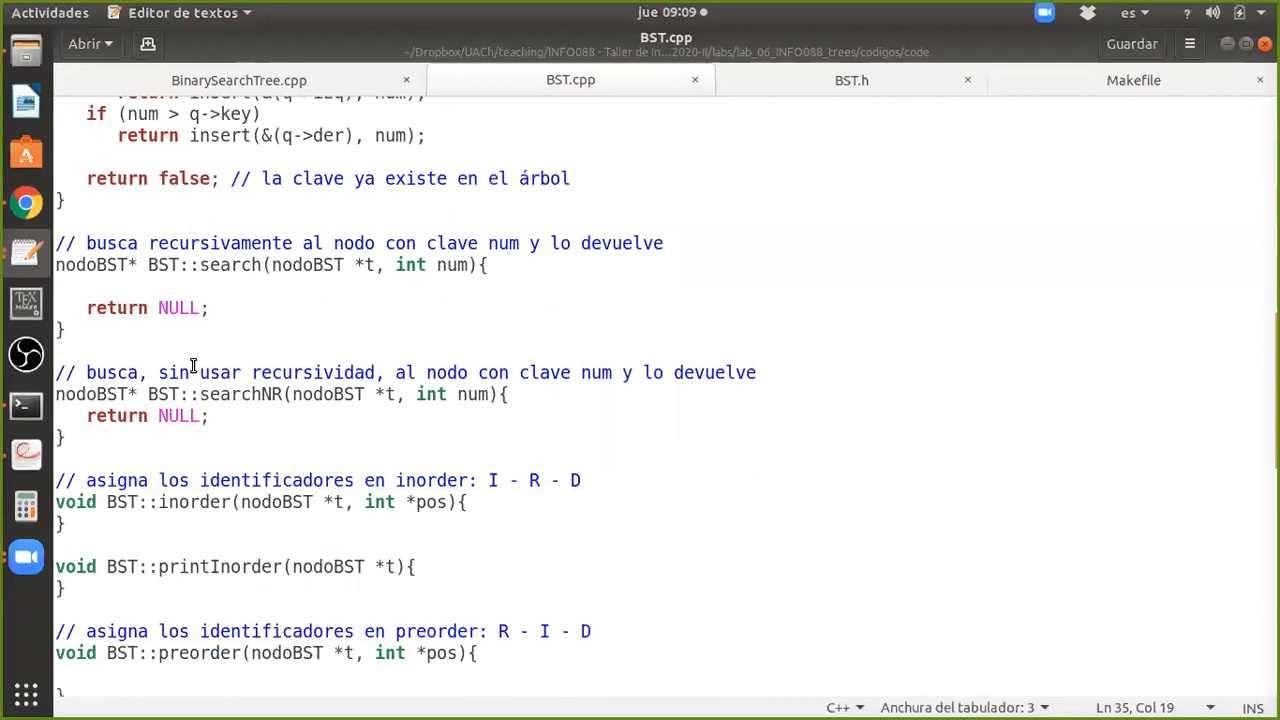 Actividades
Editor de textos
jue 09:09
es
Abrir
BST.cpp
~/Dropbox/UACh/teaching/INFO088 - Taller de In…2020-II/labs/lab_06_INFO088_trees/codigos/code
Guardar
BinarySearchTree.cpp
BST.cpp
BST.h
Makefile
return insert(&(q->izq), num);
if (num > q->key)
return insert(&(q->der), num);
return false; // la clave ya existe en el árbol
}
// busca recursivamente al nodo con clave num y lo devuelve
nodoBST* BST::search(nodoBST *t, int num){
return NULL;
}
// busca, sin usar recursividad, al nodo con clave num y lo devuelve
nodoBST* BST::searchNR(nodoBST *t, int num){
return NULL;
}
// asigna los identificadores en inorder: I - R - D
void BST::inorder(nodoBST *t, int *pos){
}
void BST::printInorder(nodoBST *t){
}
// asigna los identificadores en preorder: R - I - D
void BST::preorder(nodoBST *t, int *pos){
}
C++
Anchura del tabulador: 3
Ln 35, Col 19
INS